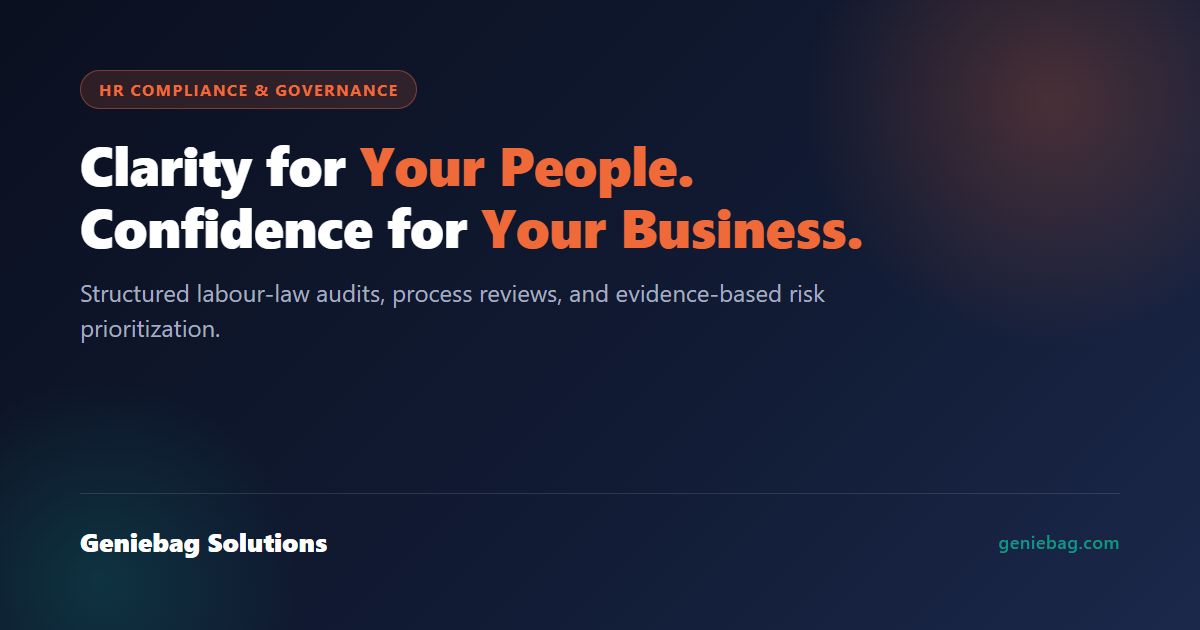 HR COMPLIANCE & GOVERNANCE
Clarity for Your People.
Confidence for Your Business.
Structured labour-law audits, process reviews, and evidence-based risk
prioritization.
Geniebag Solutions
geniebag.com